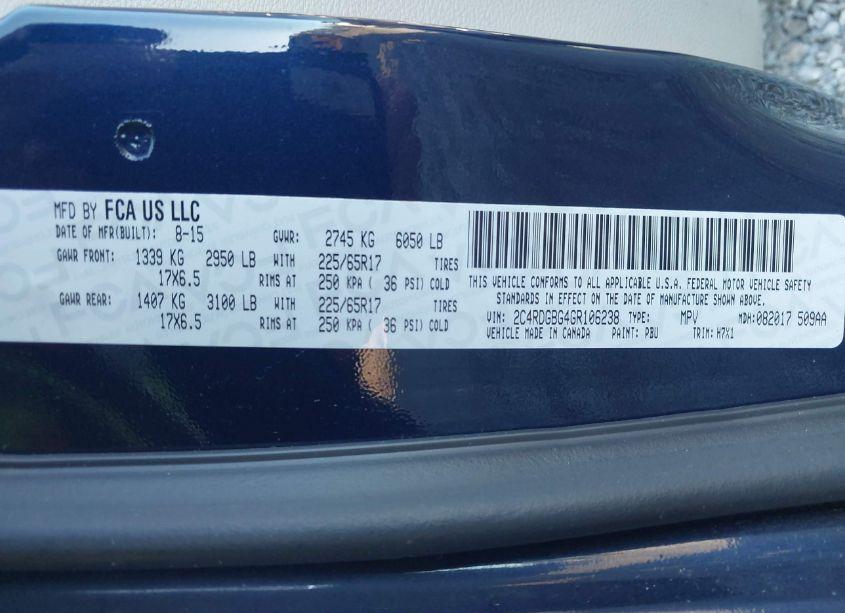 MFD BY FCA US LLC
DATE OF MFR(BUILT): 8-15 GVWR: 2745 KG 6050 LB
GAWR FRONT: 1339 KG 2950 LB WITH 225/65R17 TIRES
17X6.5 RIMS AT 250 KPA ( 36 PSI) COLD
GAWR REAR: 1407 KG 3100 LB WITH 225/65R17 TIRES
17X6.5 RIMS AT 250 KPA ( 36 PSI) COLD
THIS VEHICLE CONFORMS TO ALL APPLICABLE U.S.A. FEDERAL MOTOR VEHICLE SAFETY
STANDARDS IN EFFECT ON THE DATE OF MANUFACTURE SHOWN ABOVE.
VIN: 2C4RDGBG4GR106238 TYPE: MPV MDH:082017 509AA
VEHICLE MADE IN CANADA PAINT: PBU TRIM: H7X1